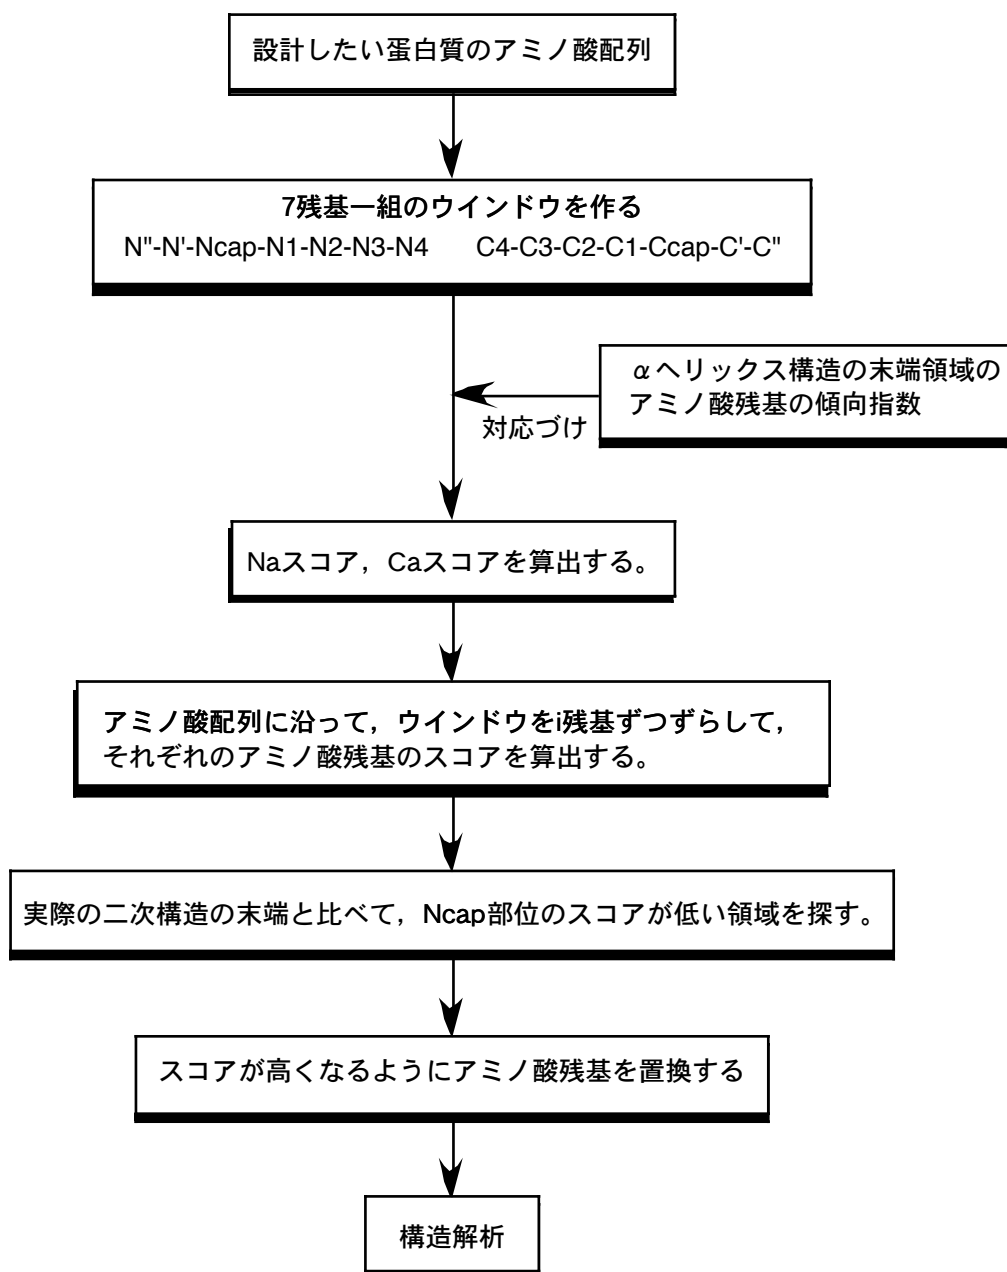 設計したい蛋白質のアミノ酸配列
7残基一組のウインドウを作る
N"-N'-Ncap-N1-N2-N3-N4 C4-C3-C2-C1-Ccap-C'-C"
αヘリックス構造の末端領域の
アミノ酸残基の傾向指数
対応づけ
Naスコア，Caスコアを算出する。
アミノ酸配列に沿って，ウインドウをi残基ずつずらして，
それぞれのアミノ酸残基のスコアを算出する。
実際の二次構造の末端と比べて，Ncap部位のスコアが低い領域を探す。
スコアが高くなるようにアミノ酸残基を置換する
構造解析